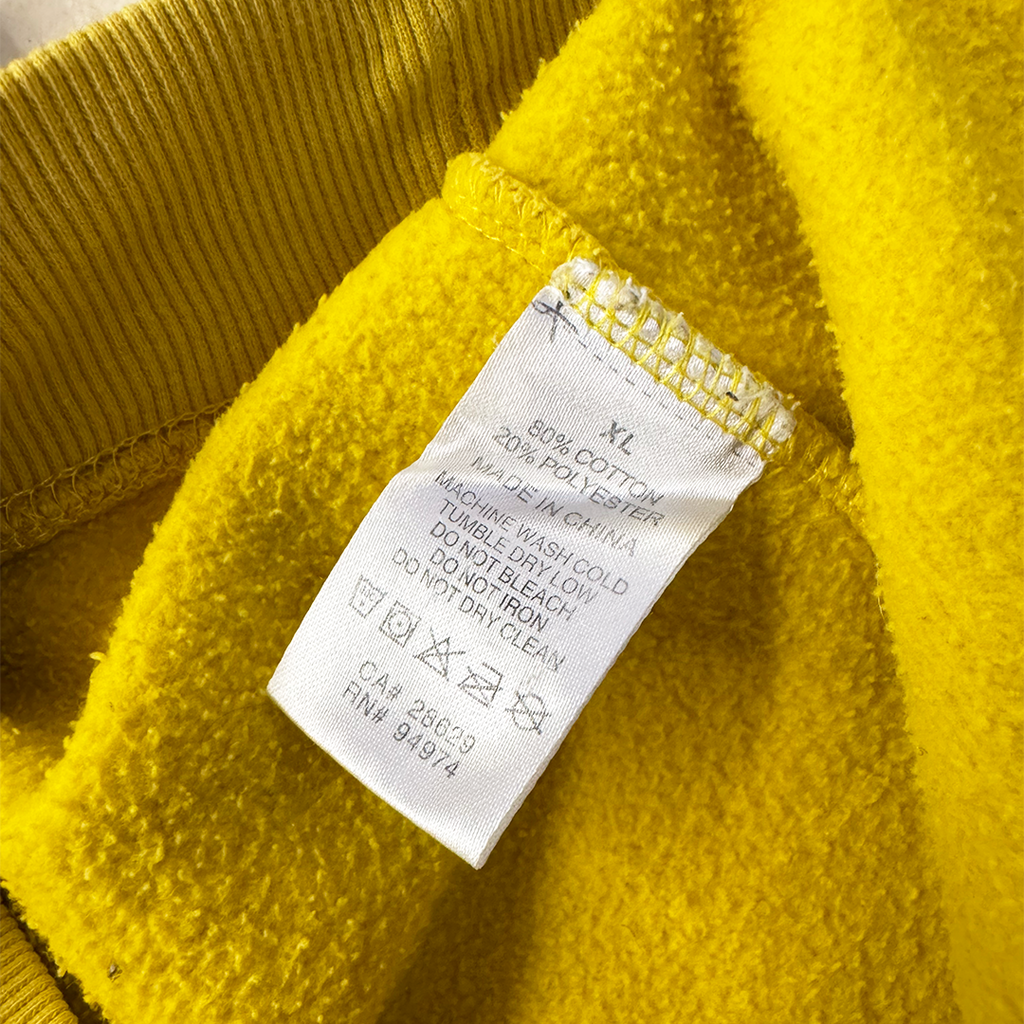 XL
80% COTTON
20% POLYESTER
MADE IN CHINA
MACHINE WASH COLD
TUMBLE DRY LOW
DO NOT BLEACH
DO NOT IRON
DO NOT DRY CLEAN
CA# 28629
RN# 94974